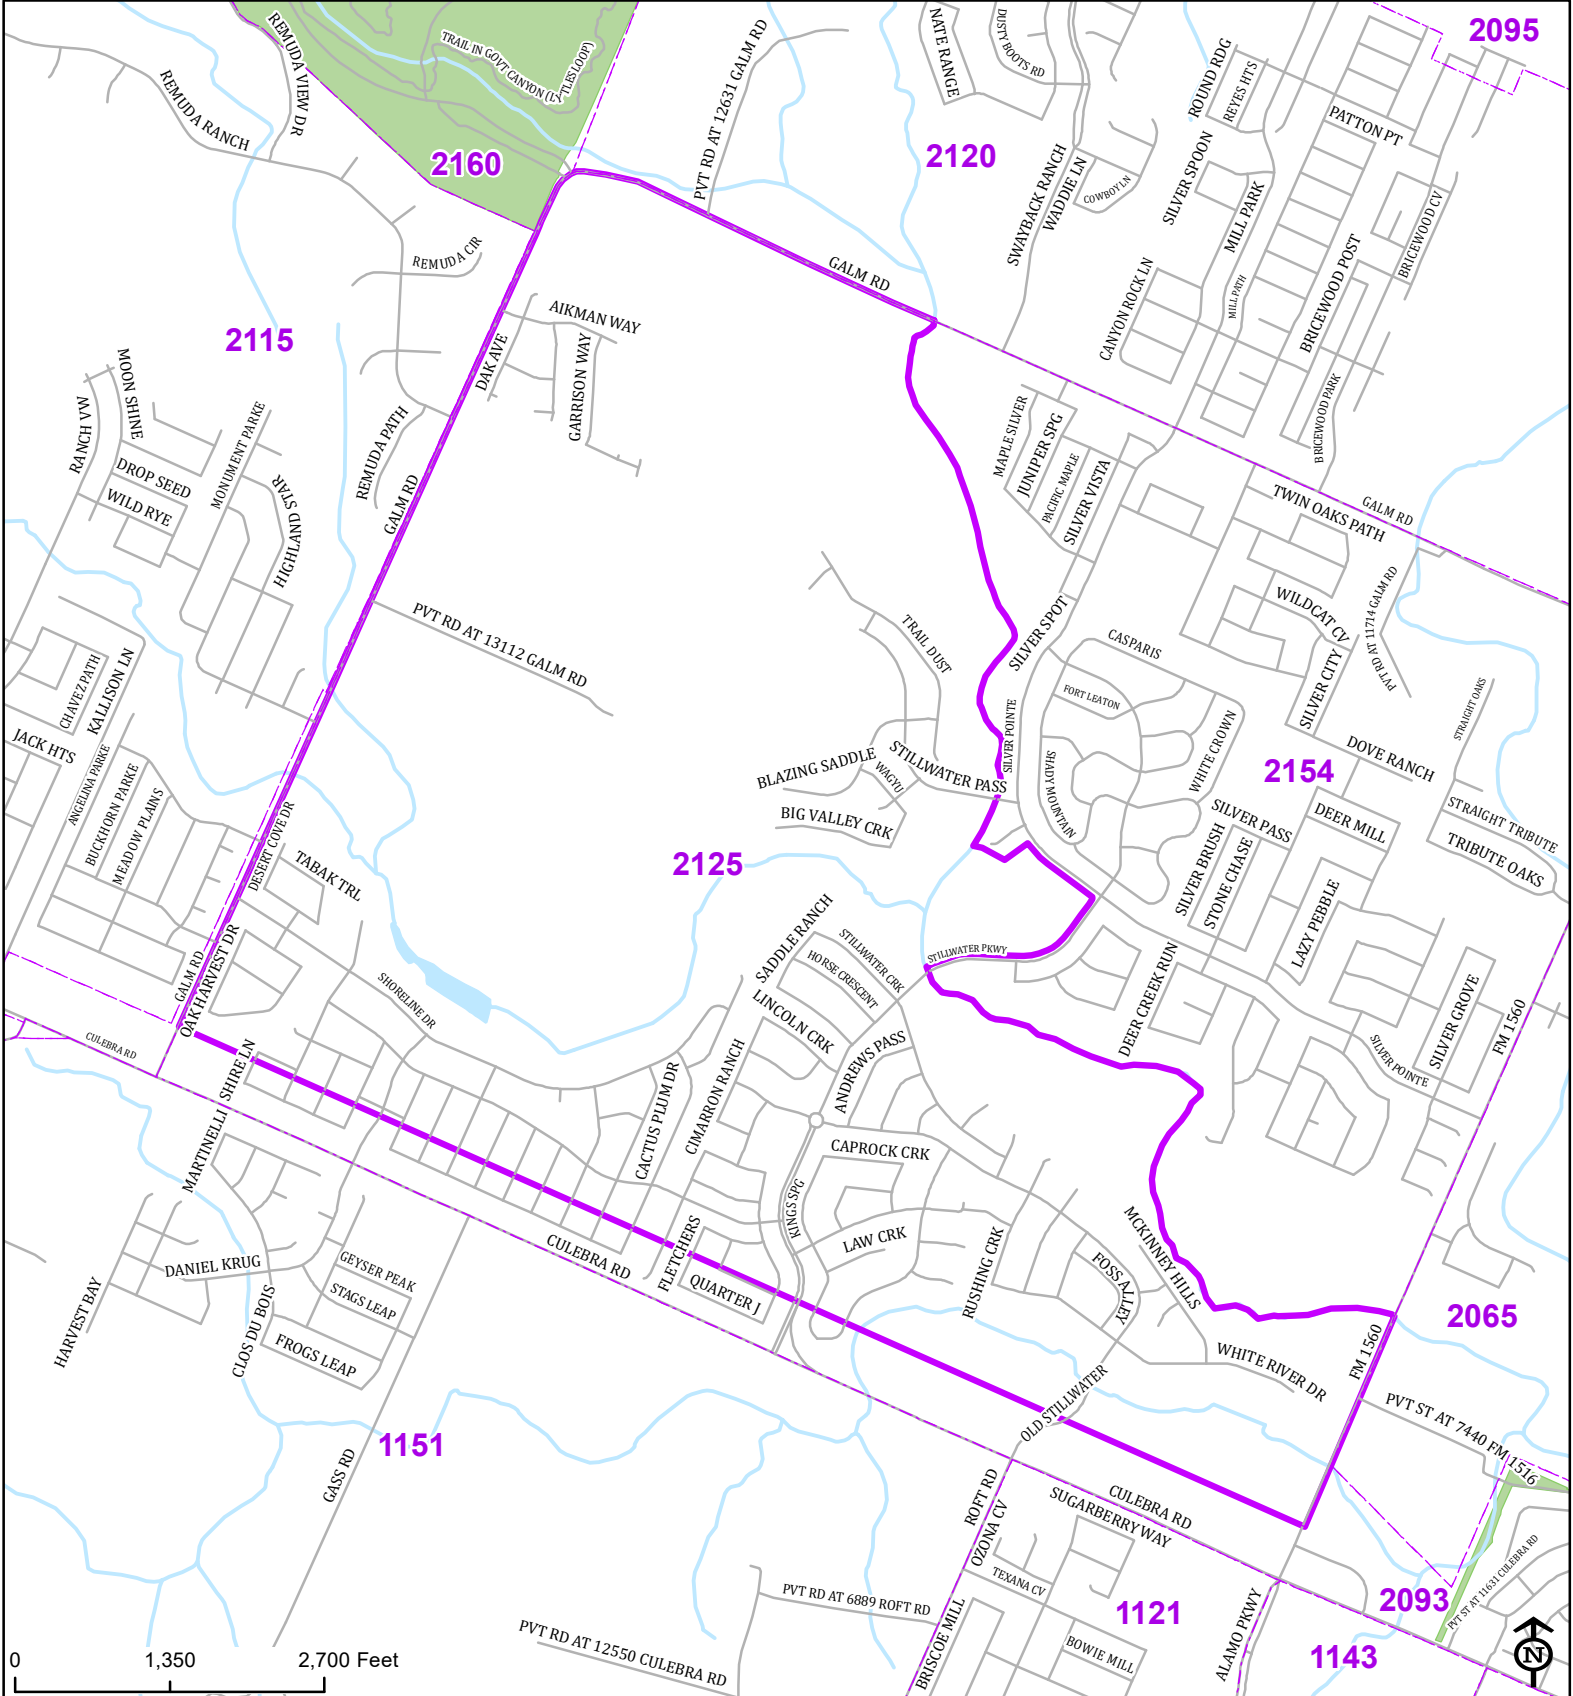 2095
REMUDA VIEW DR
TRAIL IN GOVT CANYON (L
TLES LOOP)
PVT RD AT 12631 GALM RD
NATE RANGE
DUSTY BOOTS RD
ROUND RDG
REYES HTS
PATTON PT
REMUDA RANCH
2160
2120
SWAYBACK RANCH
WADDIE LN
COWBOY LN
SILVER SPOON
MILL PARK
BRICEWOOD CV
REMUDA CIR
GALM RD
CANYON ROCK LN
MILL PATH
BRICEWOOD POST
2115
AIKMAN WAY
DAK AVE
GARRISON WAY
MOON SHINE
RANCH VW
DROP SEED
WILD RYE
MONUMENT PARKE
HIGHLAND STAR
REMUDA PATH
GALM RD
MAPLE SILVER
JUNIPER SPG
PACIFIC MAPLE
SILVER VISTA
BRICEWOOD PARK
TWIN OAKS PATH
GALM RD
PVT RD AT 13112 GALM RD
TRAIL DUST
SILVER SPOT
CASPARIS
WILDCAT CV
PVT RD AT 11714 GALM RD
CHAVEZ PATH
KALLISON LN
FORT LEATON
SILVER CITY
STRAIGHT OAKS
JACK HTS
ANGELINA PARKE
BUCKHORN PARKE
MEADOW PLAINS
BLAZING SADDLE
STILLWATER PASS
WAGYU
SILVER POINTE
SHADY MOUNTAIN
WHITE CROWN
2154
DOVE RANCH
BIG VALLEY CRK
SILVER PASS
DEER MILL
STRAIGHT TRIBUTE
TRIBUTE OAKS
DESERT COVE DR
TABAK TRL
2125
SILVER BRUSH
STONE CHASE
LAZY PEBBLE
GALM RD
OAK HARVEST DR
SHORELINE DR
SADDLE RANCH
STILLWATER CRK
HORSE CRESCENT
LINCOLN CRK
STILLWATER PKWY
DEER CREEK RUN
SILVER GROVE
FM 1560
CULEBRA RD
SHIRE LN
MARTINELLI
CACTUS PLUM DR
CIMARRON RANCH
ANDREWS PASS
SILVER POINTE
CAPROCK CRK
KINGS SPG
LAW CRK
RUSHING CRK
MCKINNEY HILLS
FOSS ALLEY
DANIEL KRUG
GEYSER PEAK
STAGS LEAP
FROGS LEAP
HARVEST BAY
CLOS DU BOIS
CULEBRA RD
FLETCHERS
QUARTER J
2065
FM 1560
WHITE RIVER DR
OLD STILLWATER
PVT ST AT 7440 FM 1516
1151
GASS RD
ROFT RD
OZONA CV
SUGARBERRY WAY
CULEBRA RD
TEXANA CV
PVT RD AT 6889 ROFT RD
PVT RD AT 12550 CULEBRA RD
BRISCOE MILL
1121
BOWIE MILL
ALAMO PKWY
2093
PVT ST AT 11631 CULEBRA RD
1143
0 1,350 2,700 Feet
N